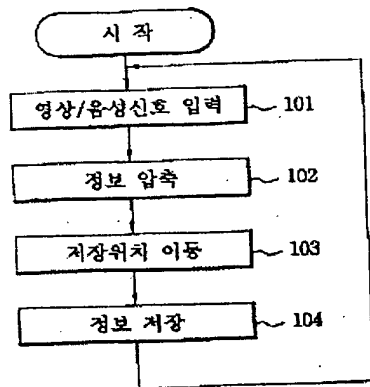 시 작
영상/음성신호 입력 101
정보 압축 102
저장위치 이동 103
정보 저장 104